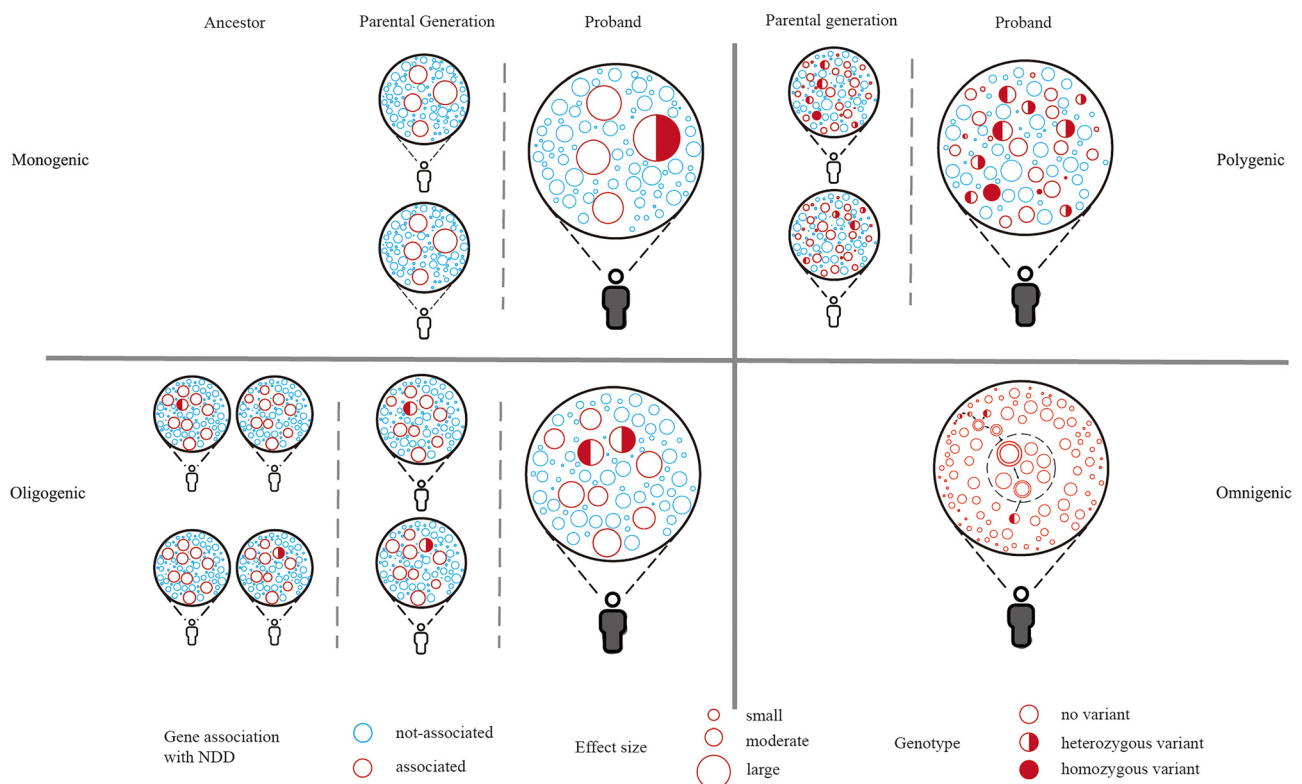 Ancestor
Parental Generation
Proband
Parental generation
Proband
Monogenic
Polygenic
Oligogenic
Omnigenic
Gene association
with NDD
not-associated
associated
Effect size
small
moderate
large
Genotype
no variant
heterozygous variant
homozygous variant